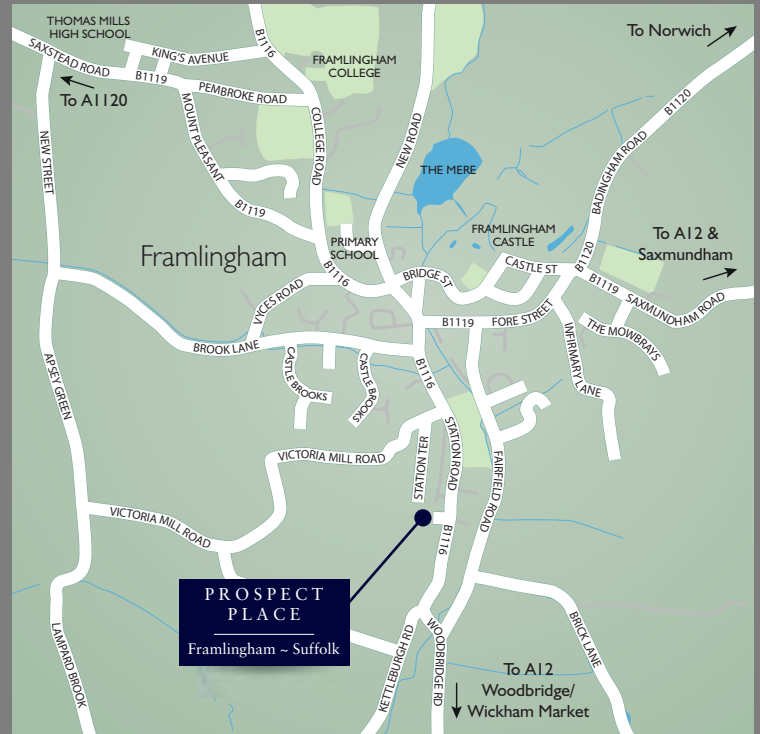 THOMAS MILLS
HIGH SCHOOL
To Norwich
SAXSTEAD ROAD
KING'S AVENUE
B1116
FRAMLINGHAM
COLLEGE
B1119
To A1120
PEMBROKE ROAD
B1120
MOUNT PLEASANT
COLLEGE ROAD
NEW ROAD
BADINGHAM ROAD
NEW STREET
THE MERE
B1119
FRAMLINGHAM
CASTLE
To A12 &
Saxmundham
Framlingham
PRIMARY
SCHOOL
B1116
BRIDGE ST
CASTLE ST
B1120
B1119
SAXMUNDHAM ROAD
VYCES ROAD
B1119
FORE STREET
THE MOWBRAYS
BROOK LANE
INFIRMARY LANE
APSEY GREEN
CASTLE BROOKS
CASTLE BROOKS
B1116
VICTORIA MILL ROAD
STATION TER
STATION ROAD
FAIRFIELD ROAD
VICTORIA MILL ROAD
B1116
PROSPECT
PLACE
Framlingham ~ Suffolk
LAMPARD BROOK
KETTLEBURGH RD
WOODBRIDGE RD
BRICK LANE
To A12
Woodbridge/
Wickham Market